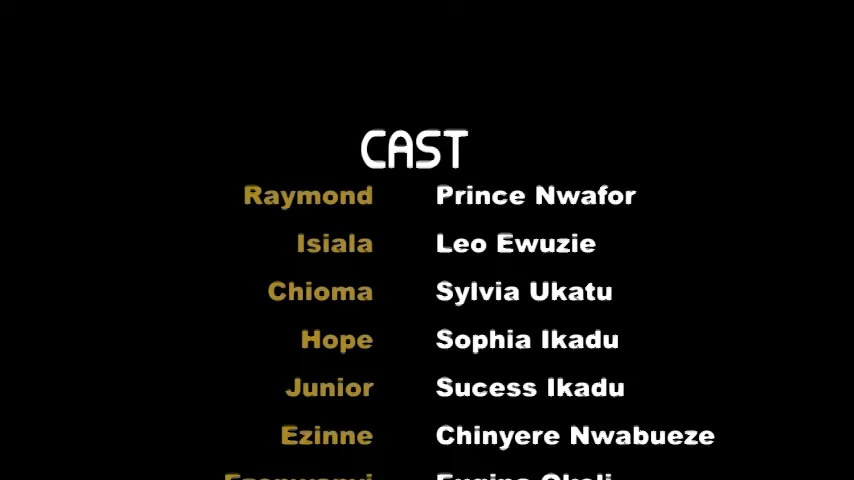 CAST
Raymond Prince Nwafor
Isiala Leo Ewuzie
Chioma Sylvia Ukatu
Hope Sophia Ikadu
Junior Sucess Ikadu
Ezinne Chinyere Nwabueze